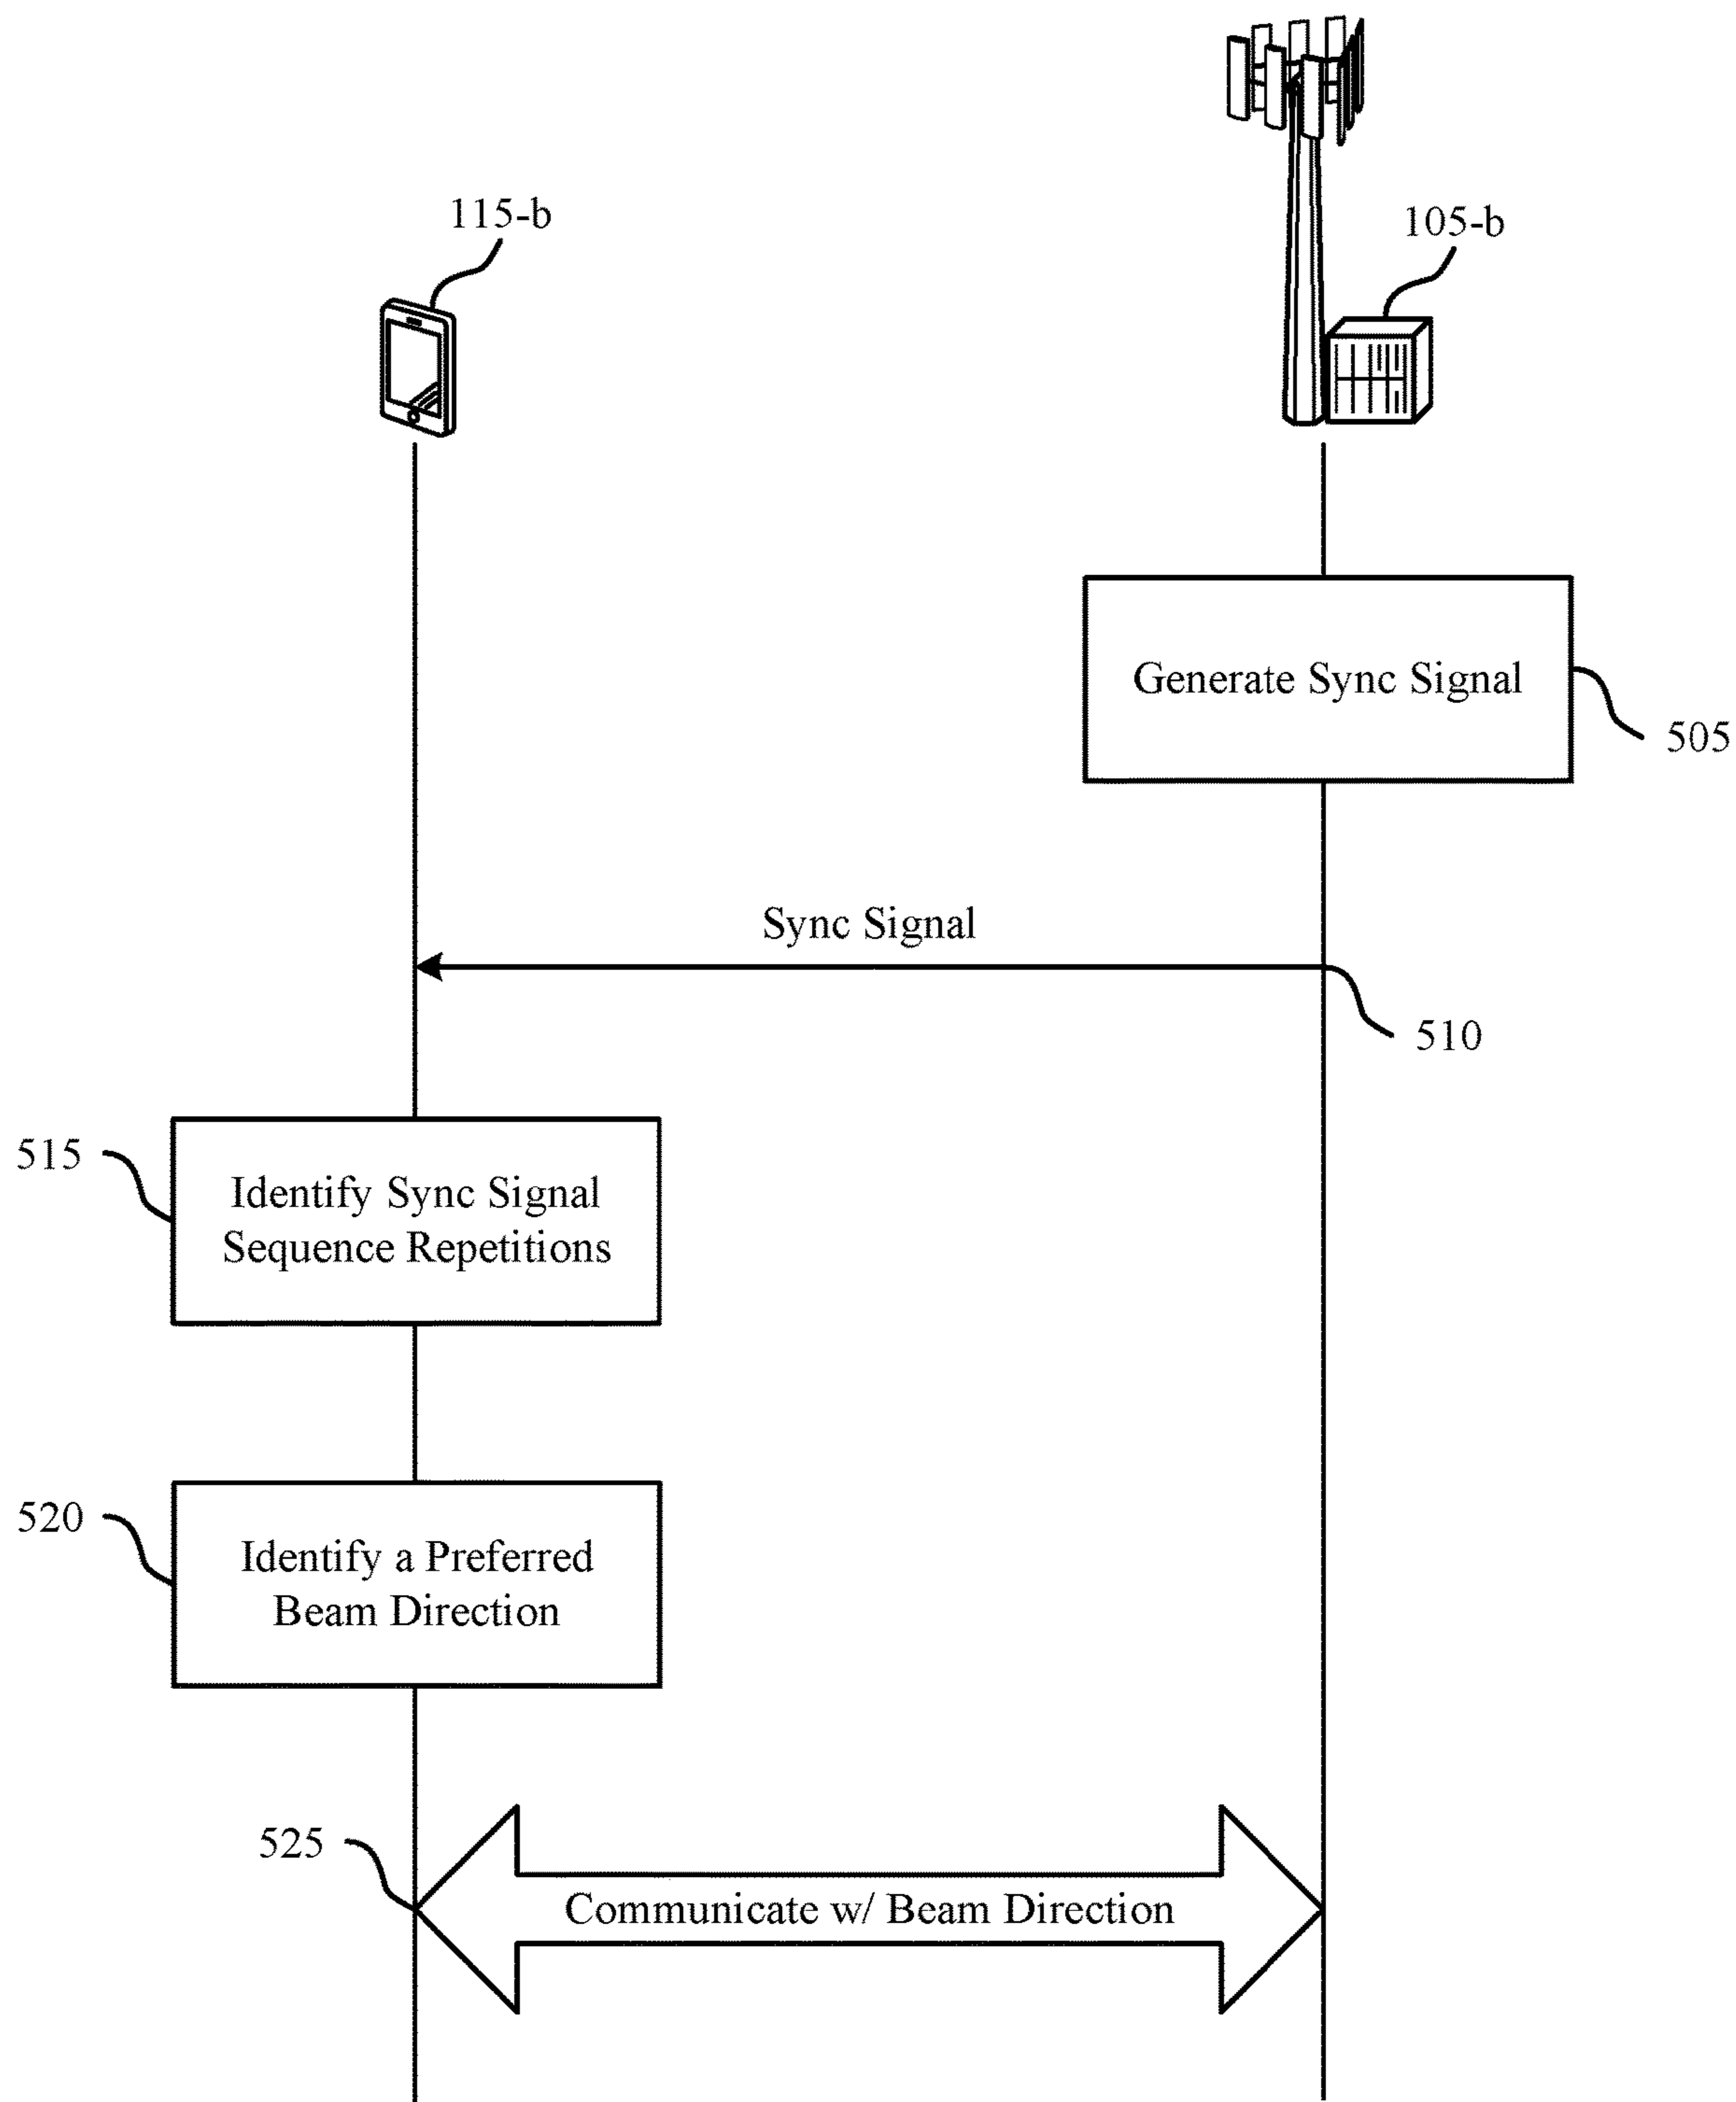 115-b
105-b
Generate Sync Signal
505
Sync Signal
510
515
Identify Sync Signal
Sequence Repetitions
520
Identify a Preferred
Beam Direction
525
Communicate w/ Beam Direction